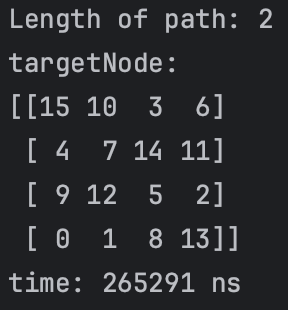 Length of path: 2
targetNode:
[[15 10  3  6]
 [ 4  7 14 11]
 [ 9 12  5  2]
 [ 0  1  8 13]]
time: 265291 ns